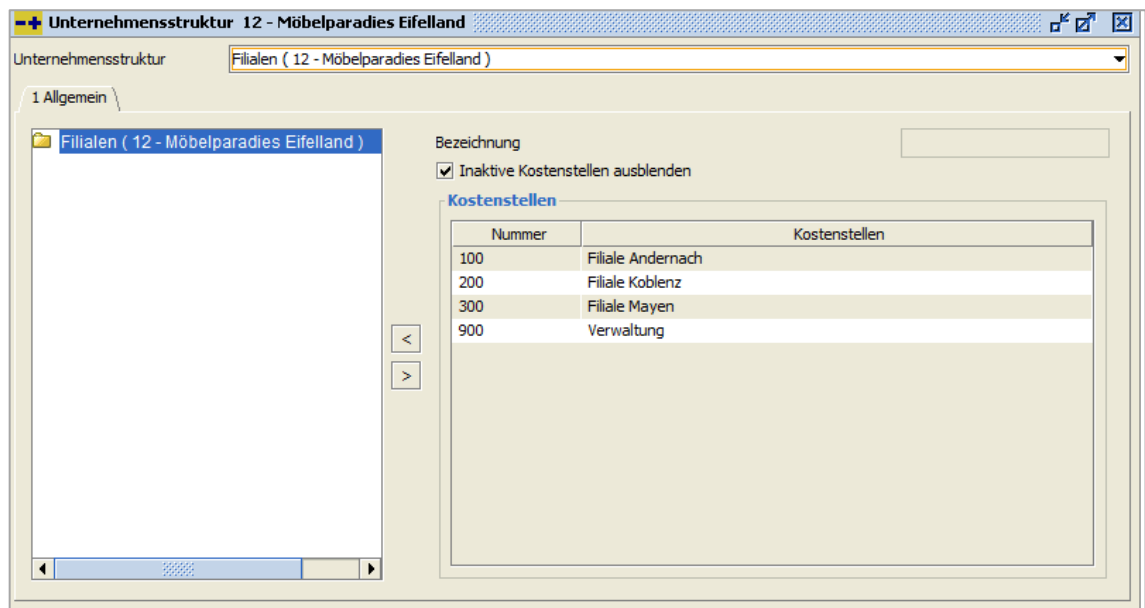 Unternehmensstruktur 12 - Möbelparadies Eifelland
Unternehmensstruktur Filialen ( 12 - Möbelparadies Eifelland )
1 Allgemein
Filialen ( 12 - Möbelparadies Eifelland )
Bezeichnung
Inaktive Kostenstellen ausblenden
Kostenstellen
Nummer Kostenstellen
100 Filiale Andernach
200 Filiale Koblenz
300 Filiale Mayen
900 Verwaltung
<
>